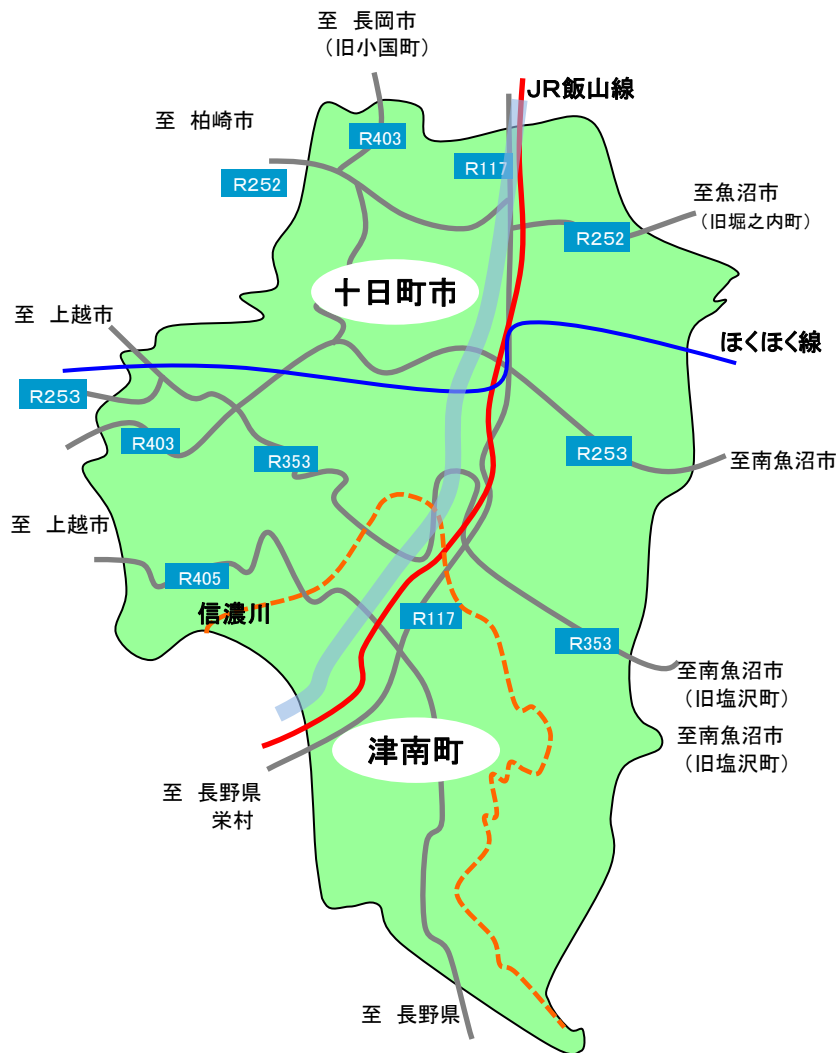 至 長岡市
(旧小国町)
JR飯山線
至 柏崎市
R403
R117
R252
至魚沼市
(旧堀之内町)
R252
十日町市
至 上越市
ほくほく線
R253
R403
R353
R253
至南魚沼市
至 上越市
R405
信濃川
R117
R353
至南魚沼市
(旧塩沢町)
津南町
至南魚沼市
(旧塩沢町)
至 長野県
栄村
至 長野県